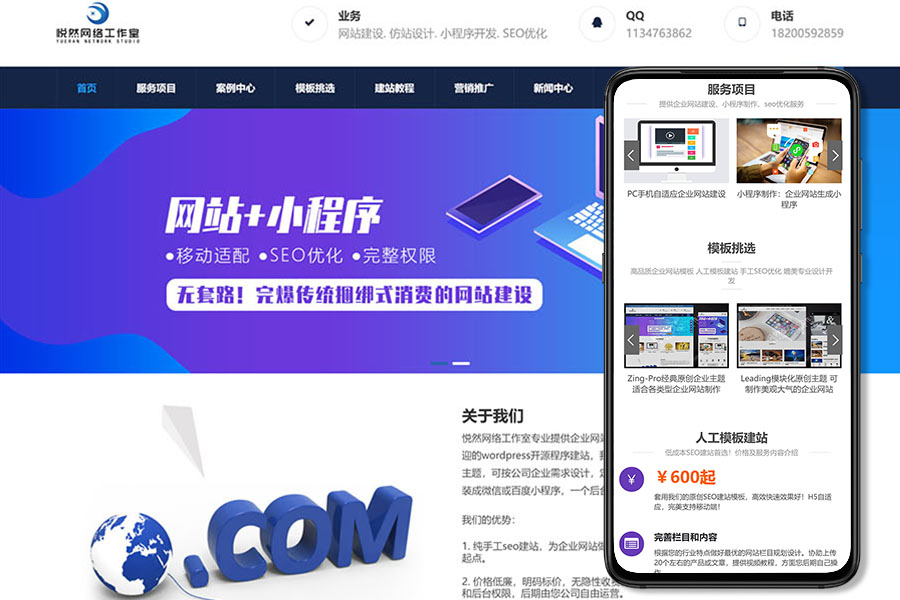 悦然网络工作室
YUERAN NETWORK STUDIO
业务
网站建设. 仿站设计. 小程序开发. SEO优化
QQ
1134763862
电话
18200592859
首页
服务项目
案例中心
模板挑选
建站教程
营销推广
新闻中心
网站+小程序
●移动适配 ●SEO优化 ●完整权限
无套路！完爆传统捆绑式消费的网站建设
关于我们
悦然网络工作室专业提供企业网
迎的wordpress开源程序建站，
主题，可按公司企业需求设计，
装成微信或百度小程序。一个后台
我们的优势：
1. 纯手工seo建站，为企业网站
起点。
2. 价格低廉，明码标价，无隐性收
和后台权限，后期由您公司自由运营。
.COM
服务项目
提供企业网站建设、小程序制作、seo优化服务
PC手机自适应企业网站建设
小程序制作：企业网站生成小
程序
模板挑选
高品质企业网站模板 人工模板建站 手工SEO优化 媲美专业设计开
发
Zing-Pro经典原创企业主题
适合各类型企业网站制作
Leading模块化原创主题 可
制作美观大气的企业网站
人工模板建站
低成本SEO建站首选！价格及服务内容介绍
¥
￥600起
套用我们的原创SEO建站模板，高效快速效果好！H5自适
应，完美支持移动端！
完善栏目和内容
根据您的行业特点做好最优的网站栏目规划设计。协助上传
20个左右的产品或文章，提供视频教程，方面您后期自己操